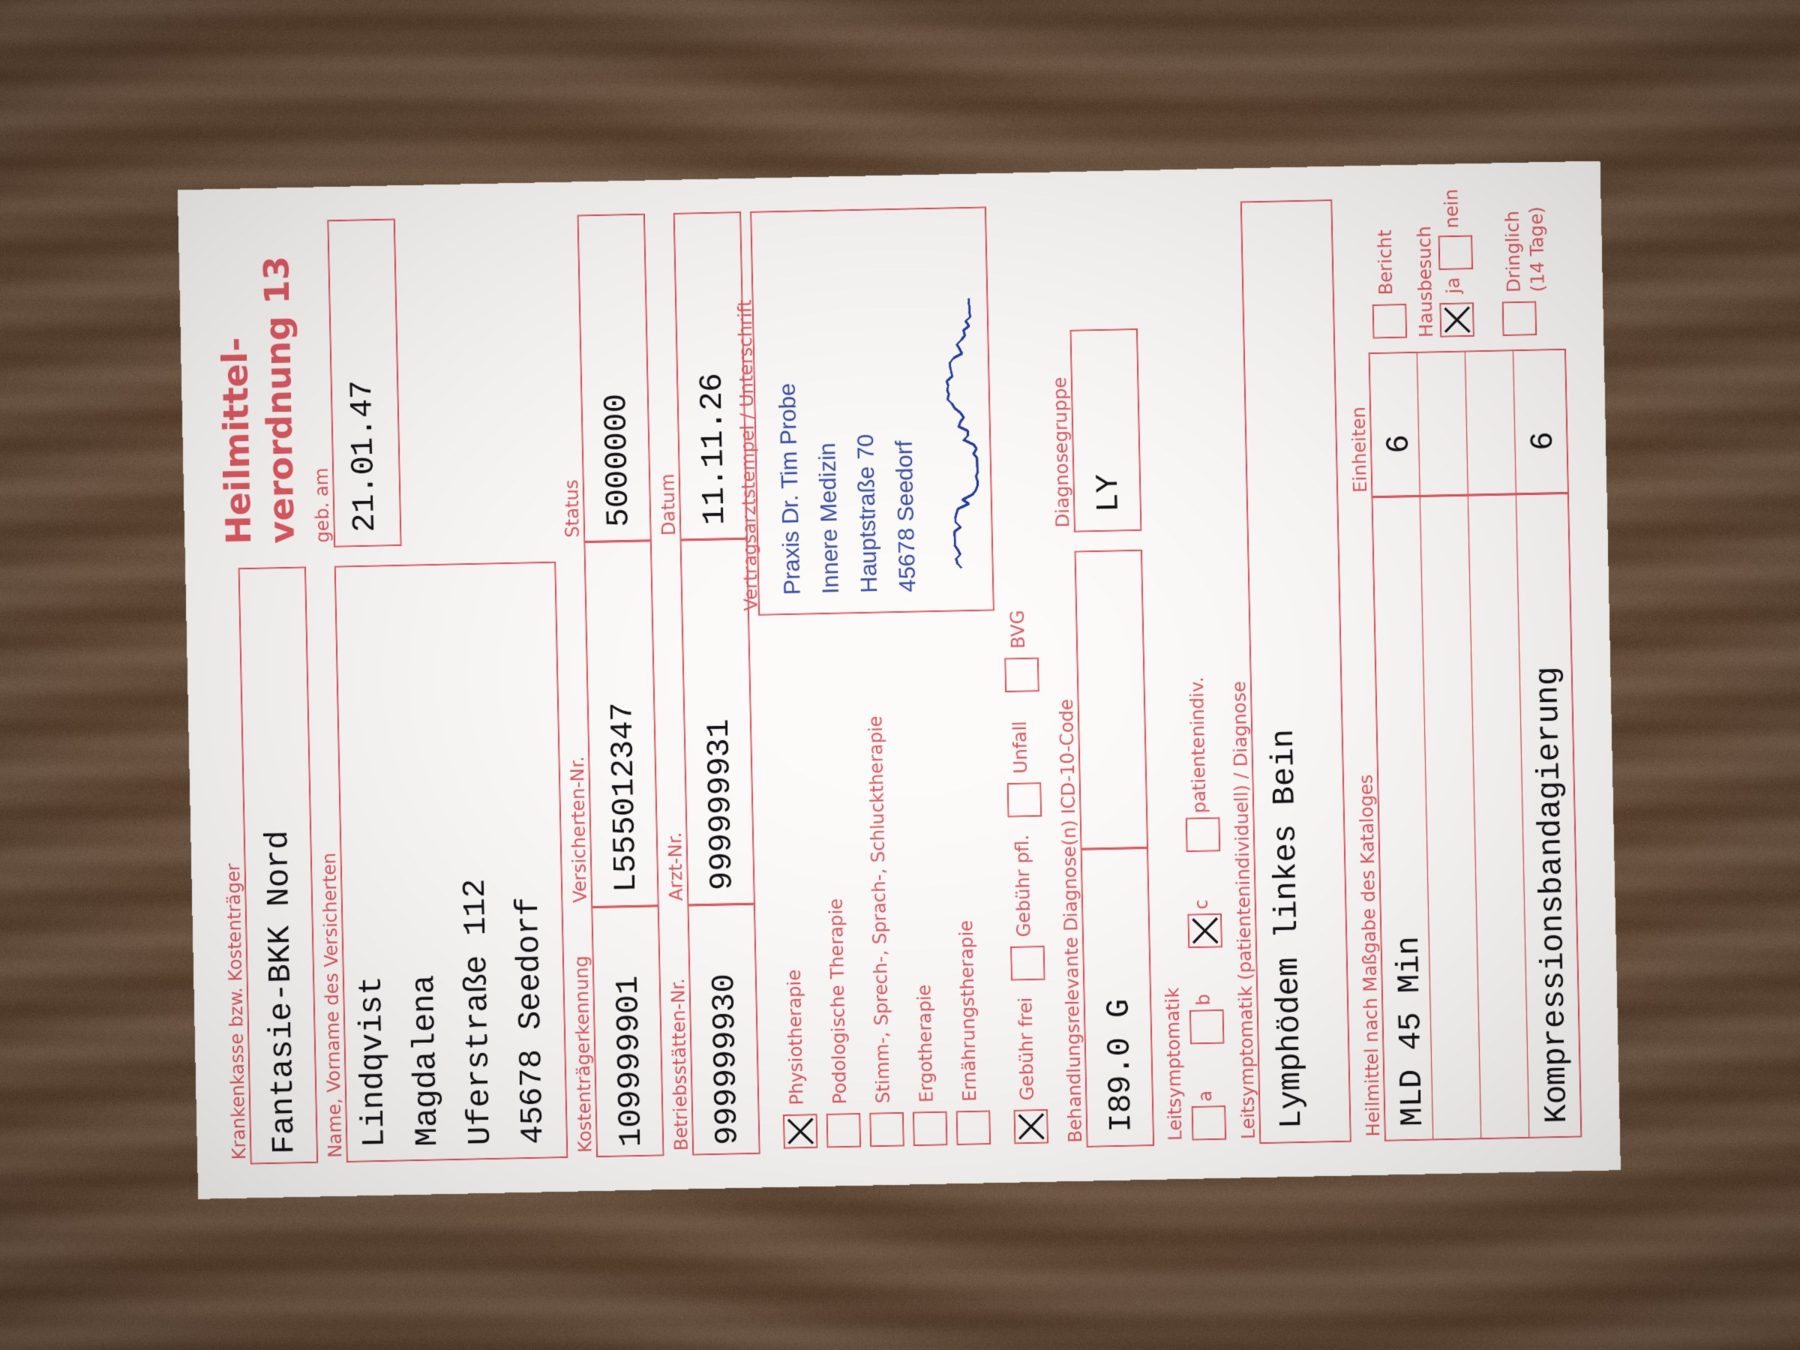 Heilmittel-
verordnung 13
Krankenkasse bzw. Kostenträger
Fantasie-BKK Nord
Name, Vorname des Versicherten
geb. am
Lindqvist
21.01.47
Magdalena
Uferstraße 112
45678 Seedorf
Kostenträgerkennung Versicherten-Nr. Status
109999901 L555012347 5000000
Betriebsstätten-Nr. Arzt-Nr. Datum
999999930 999999931 11.11.26
Vertragsarztstempel / Unterschrift
Praxis Dr. Tim Probe
Innere Medizin
Hauptstraße 70
45678 Seedorf
Physiotherapie
Podologische Therapie
Stimm-, Sprech-, Sprach-, Schlucktherapie
Ergotherapie
Ernährungstherapie
Gebühr frei Gebühr pfl. Unfall BVG
Behandlungsrelevante Diagnose(n) ICD-10-Code Diagnosegruppe
I89.0 G LY
Leitsymptomatik
a b c patientenindiv.
Leitsymptomatik (patientenindividuell) / Diagnose
Lymphödem linkes Bein
Heilmittel nach Maßgabe des Kataloges Einheiten
MLD 45 Min 6
Kompressionsbandagierung 6
Bericht
Hausbesuch
ja nein
Dringlich
(14 Tage)